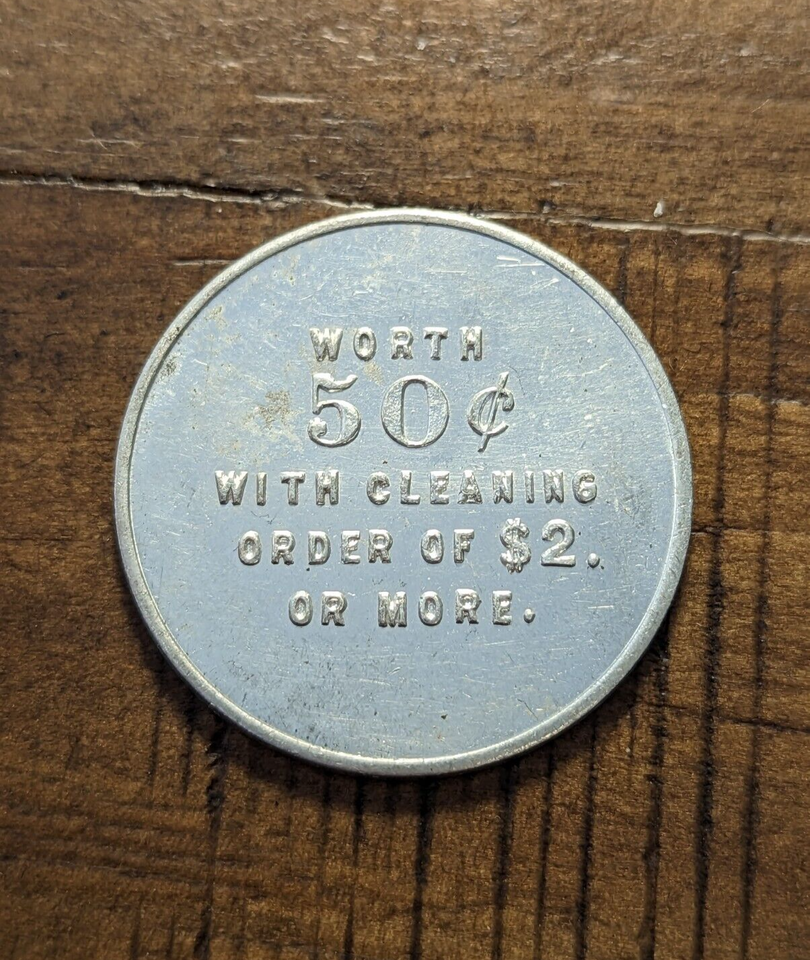 WORTH
50¢
WITH CLEANING
ORDER OF $2.
OR MORE.